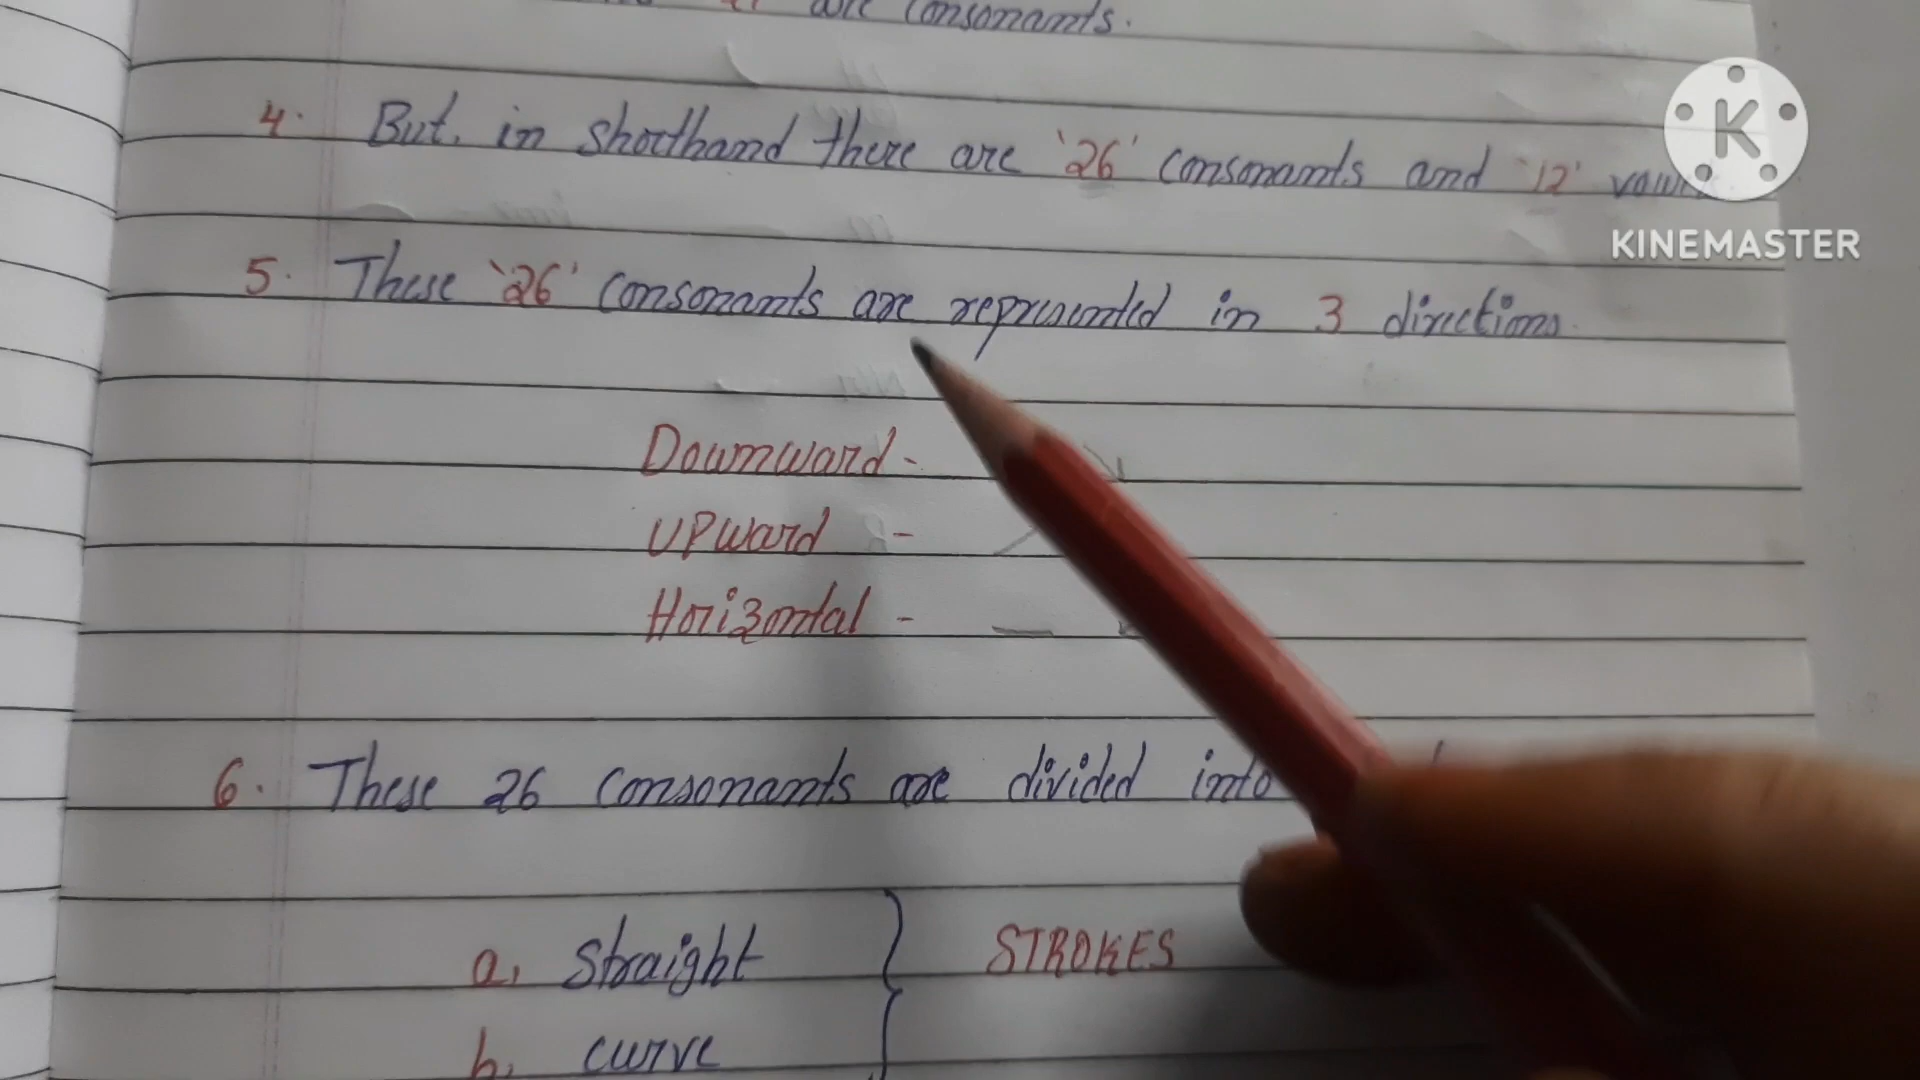 are consonants.
4. But, in Shorthand there are '26' consonants and '12'
KINEMASTER
5. These '26' consonants are represented in 3 directions.
Downward -
UPward -
Horizontal -
6. These 26 consonants are divided into
a, Straight
STROKES
b, curve